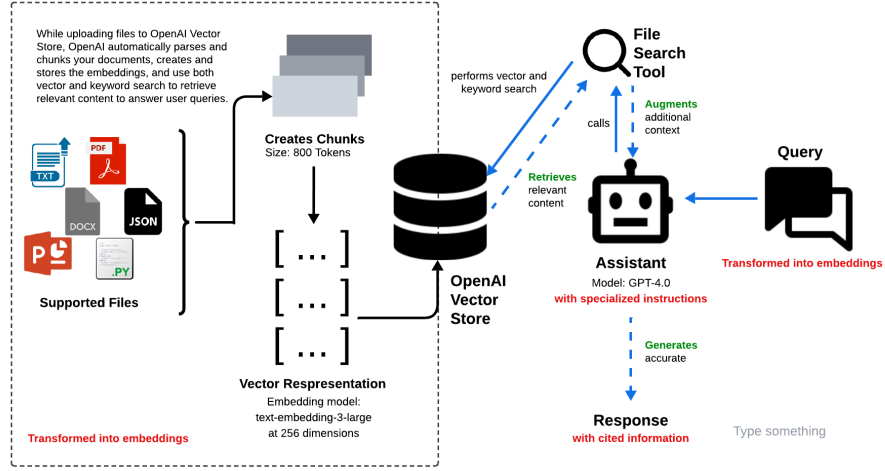 While uploading files to OpenAI Vector
Store, OpenAI automatically parses and
chunks your documents, creates and
stores the embeddings, and use both
vector and keyword search to retrieve
relevant content to answer user queries.
TXT
PDF
DOCX
JSON
P
.PY
Supported Files
Transformed into embeddings
Creates Chunks
Size: 800 Tokens
[ ... ]
[ ... ]
[ ... ]
Vector Respresentation
Embedding model:
text-embedding-3-large
at 256 dimensions
OpenAI
Vector
Store
performs vector and
keyword search
Retrieves
relevant
content
File
Search
Tool
calls
Augments
additional
context
Assistant
Model: GPT-4.0
with specialized instructions
Query
Transformed into embeddings
Generates
accurate
Response
with cited information
Type something